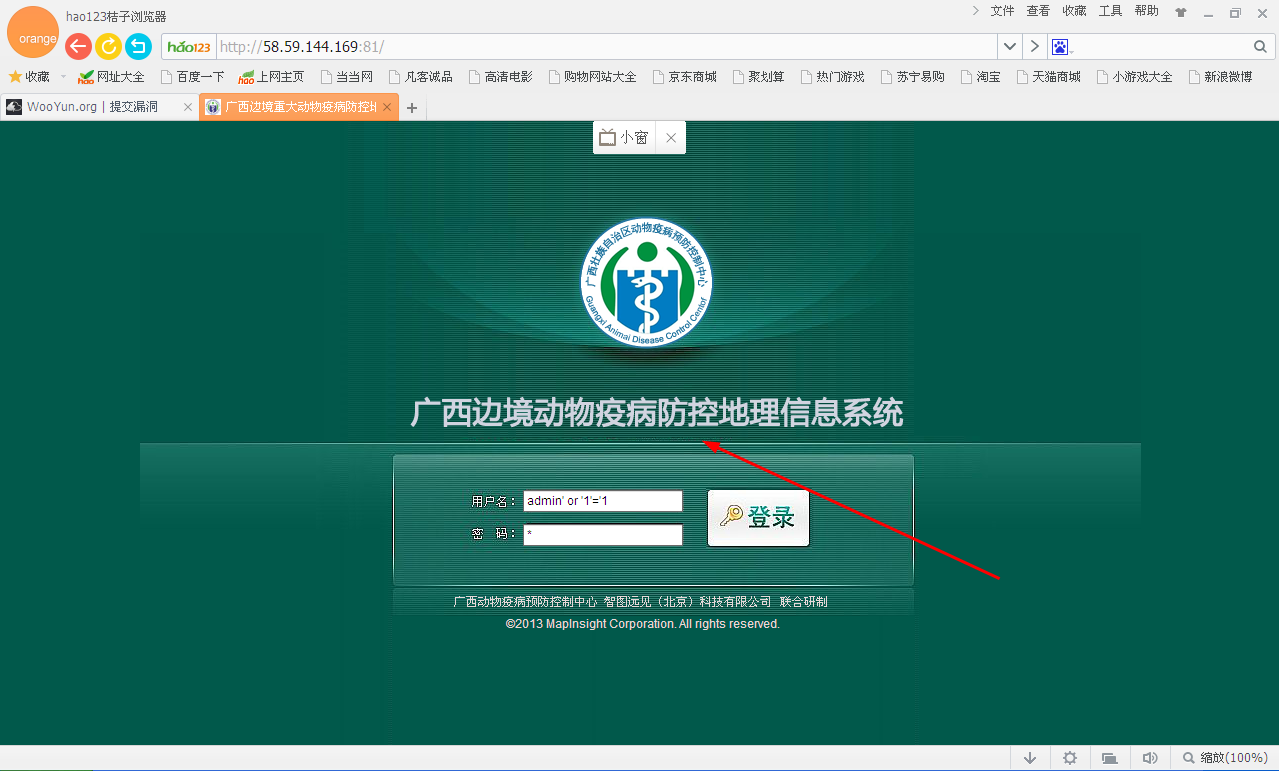 hao123桔子浏览器
文件 查看 收藏 工具 帮助
orange
hao123 http://58.59.144.169:81/
收藏 hao 网址大全 百度一下 hao 上网主页 当当网 凡客诚品 高清电影 购物网站大全 京东商城 聚划算 热门游戏 苏宁易购 淘宝 天猫商城 小游戏大全 新浪微博
WooYun.org | 提交漏洞 广西边境重大动物疫病防控地
小窗
广西壮族自治区动物疫病预防控制中心
Guangxi Animal Disease Control Center
广西边境动物疫病防控地理信息系统
用户名： admin' or '1'='1
密 码： *
登录
广西动物疫病预防控制中心 智图远见（北京）科技有限公司 联合研制
©2013 MapInsight Corporation. All rights reserved.
缩放(100%)